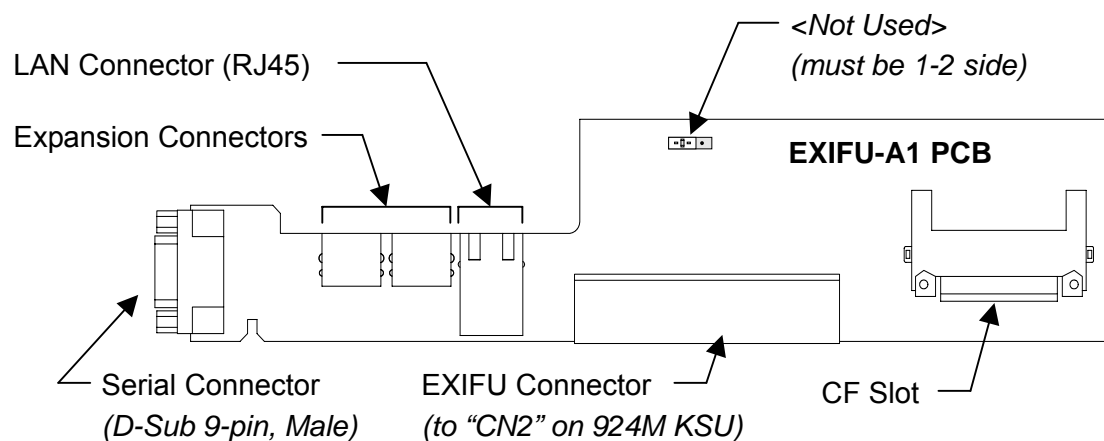 <Not Used>
(must be 1-2 side)
LAN Connector (RJ45)
Expansion Connectors
EXIFU-A1 PCB
Serial Connector
(D-Sub 9-pin, Male)
EXIFU Connector
(to “CN2” on 924M KSU)
CF Slot